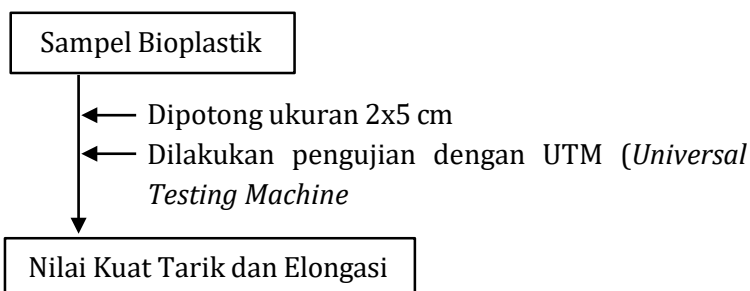 Sampel Bioplastik
Dipotong ukuran 2x5 cm
Dilakukan pengujian dengan UTM (Universal
Testing Machine
Nilai Kuat Tarik dan Elongasi